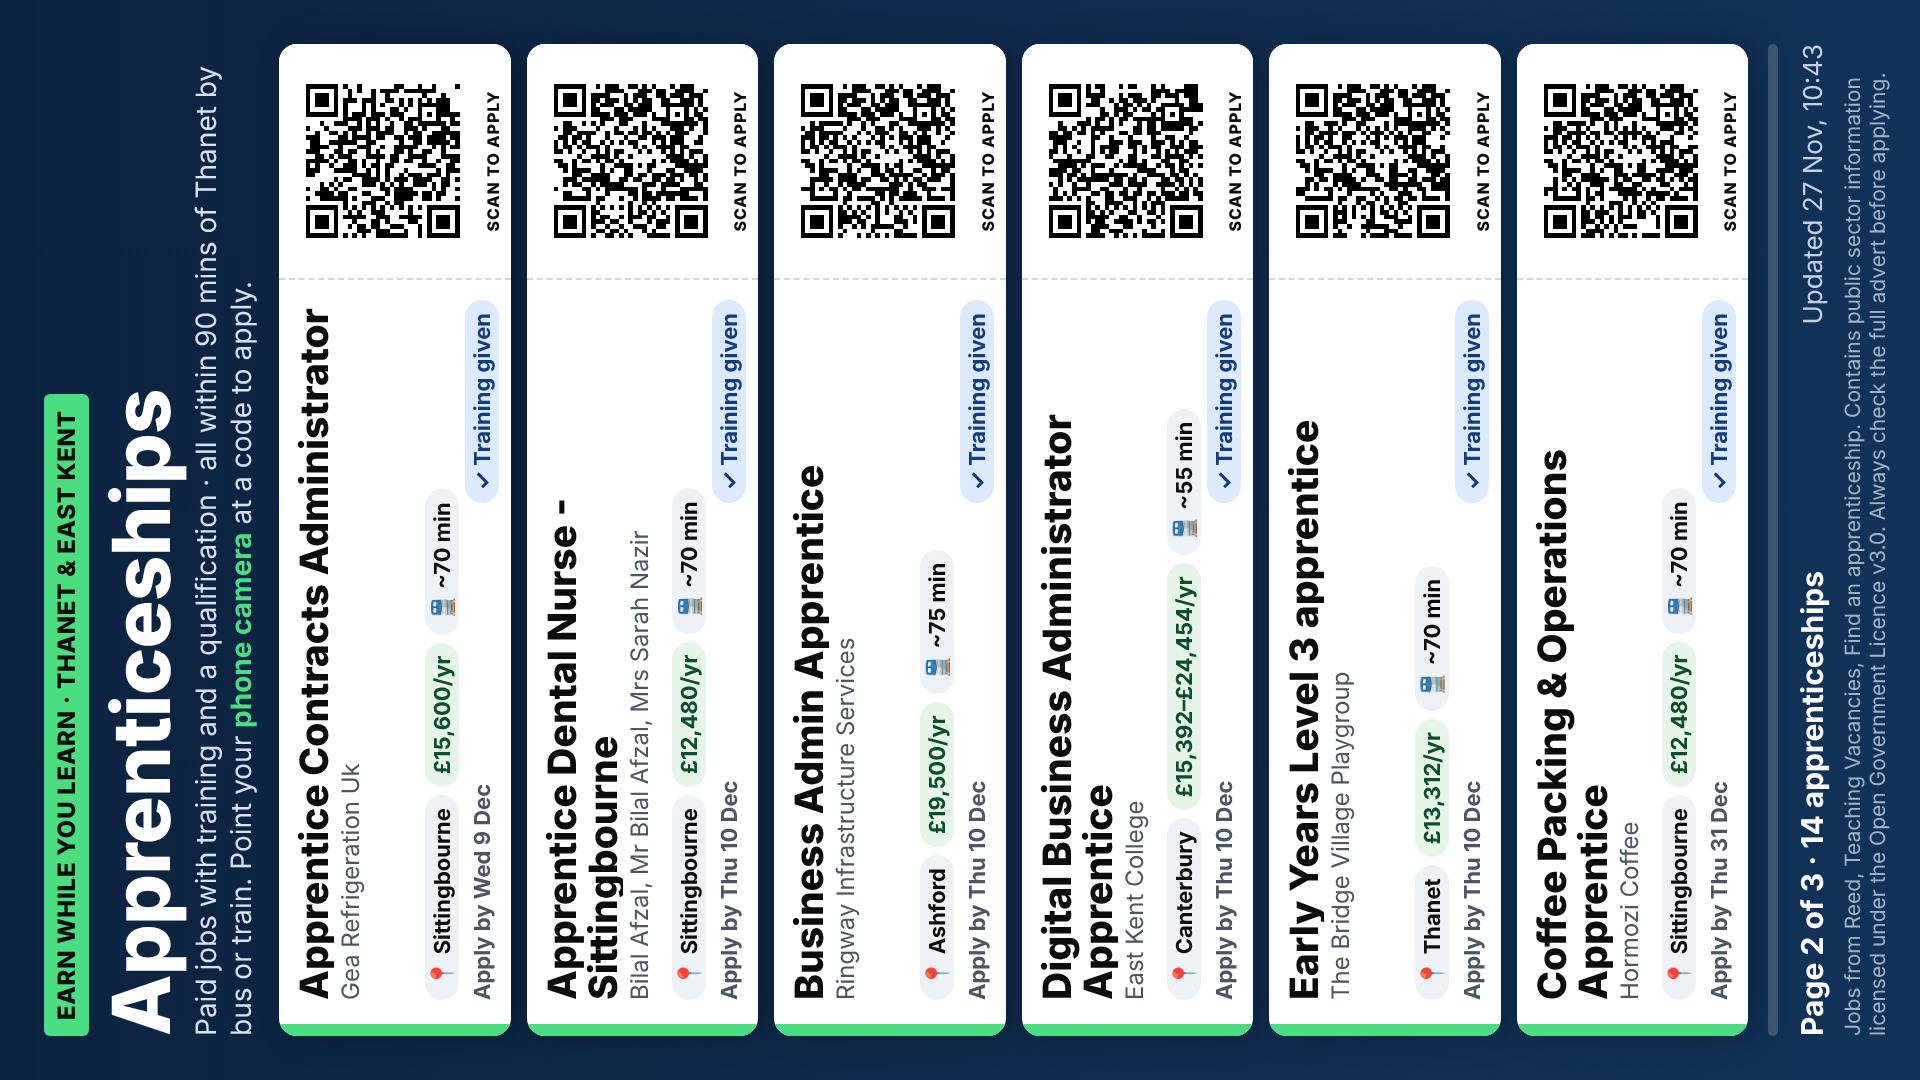 EARN WHILE YOU LEARN · THANET & EAST KENT
Apprenticeships
Paid jobs with training and a qualification · all within 90 mins of Thanet by
bus or train. Point your phone camera at a code to apply.
Apprentice Contracts Administrator
Gea Refrigeration Uk
Sittingbourne £15,600/yr ~70 min
Apply by Wed 9 Dec ✓ Training given
SCAN TO APPLY
Apprentice Dental Nurse -
Sittingbourne
Bilal Afzal, Mr Bilal Afzal, Mrs Sarah Nazir
Sittingbourne £12,480/yr ~70 min
Apply by Thu 10 Dec ✓ Training given
SCAN TO APPLY
Business Admin Apprentice
Ringway Infrastructure Services
Ashford £19,500/yr ~75 min
Apply by Thu 10 Dec ✓ Training given
SCAN TO APPLY
Digital Business Administrator
Apprentice
East Kent College
Canterbury £15,392–£24,454/yr ~55 min
Apply by Thu 10 Dec ✓ Training given
SCAN TO APPLY
Early Years Level 3 apprentice
The Bridge Village Playgroup
Thanet £13,312/yr ~70 min
Apply by Thu 10 Dec ✓ Training given
SCAN TO APPLY
Coffee Packing & Operations
Apprentice
Hormozi Coffee
Sittingbourne £12,480/yr ~70 min
Apply by Thu 31 Dec ✓ Training given
SCAN TO APPLY
Page 2 of 3 · 14 apprenticeships Updated 27 Nov, 10:43
Jobs from Reed, Teaching Vacancies, Find an apprenticeship. Contains public sector information
licensed under the Open Government Licence v3.0. Always check the full advert before applying.